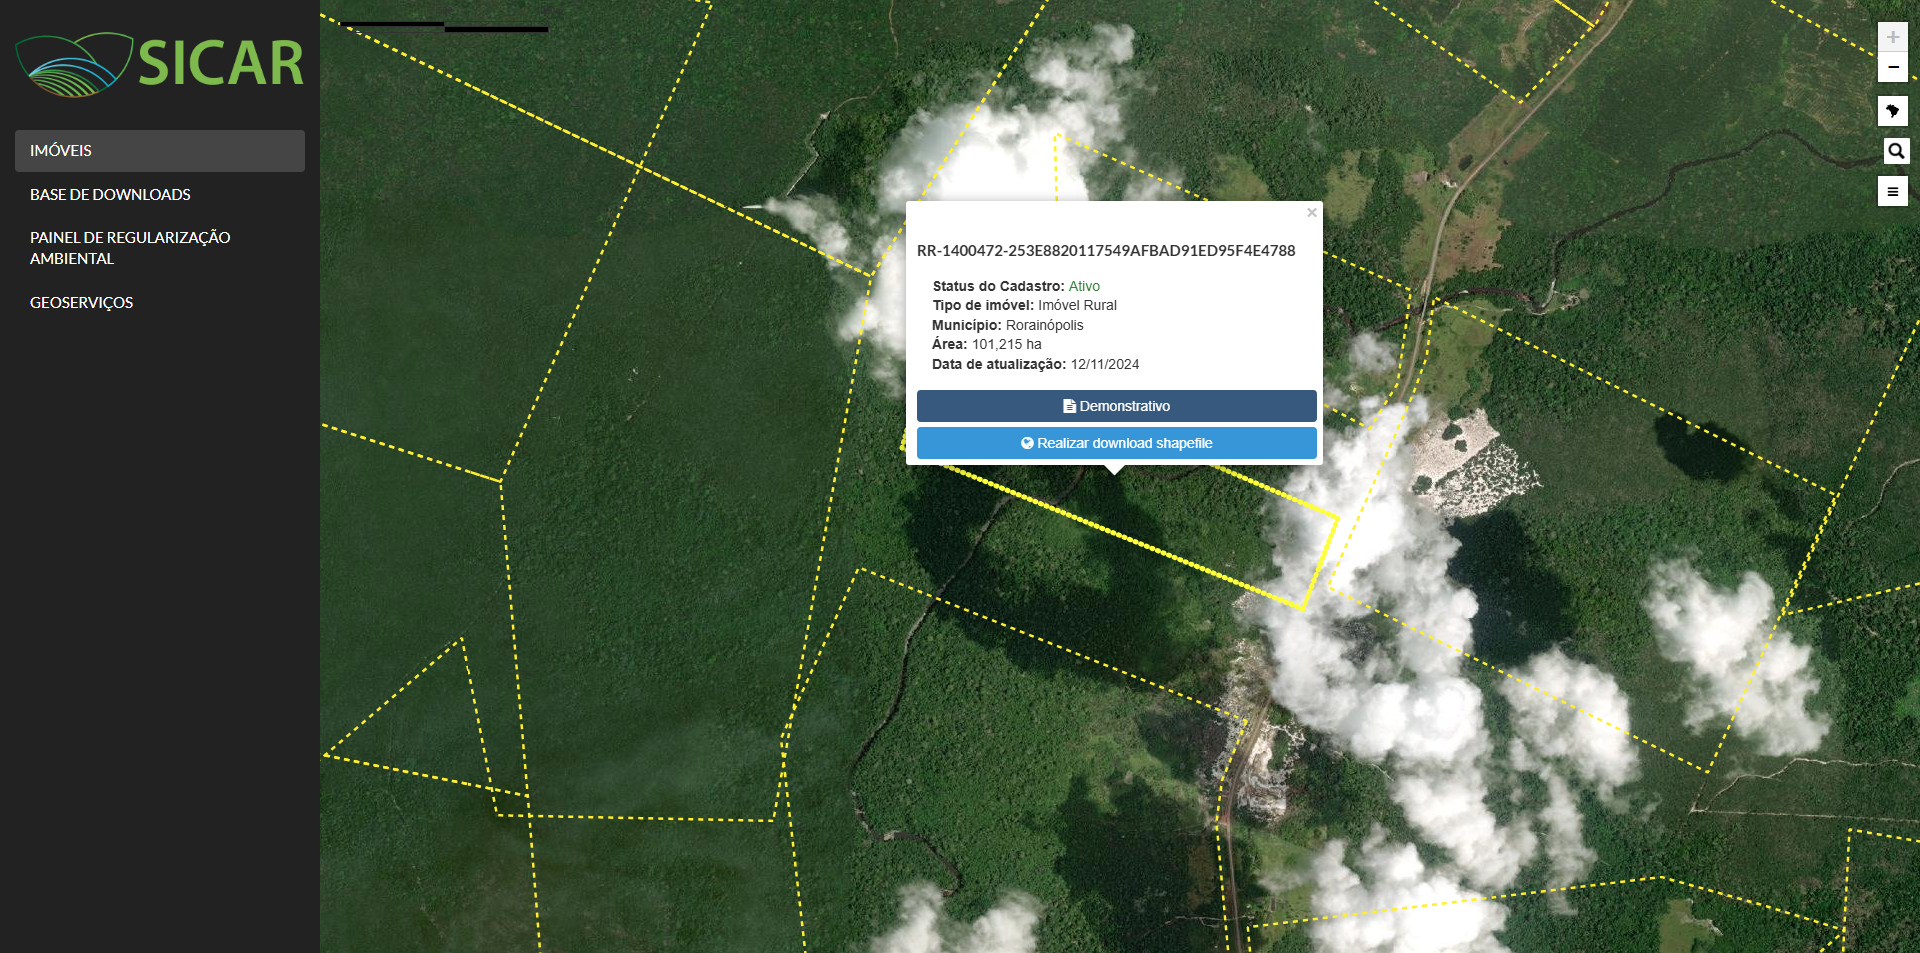 SICAR
IMÓVEIS
BASE DE DOWNLOADS
PAINEL DE REGULARIZAÇÃO
AMBIENTAL
GEOSERVIÇOS
RR-1400472-253E8820117549AFBAD91ED95F4E4788
Status do Cadastro: Ativo
Tipo de imóvel: Imóvel Rural
Município: Rorainópolis
Área: 101,215 ha
Data de atualização: 12/11/2024
Demonstrativo
Realizar download shapefile